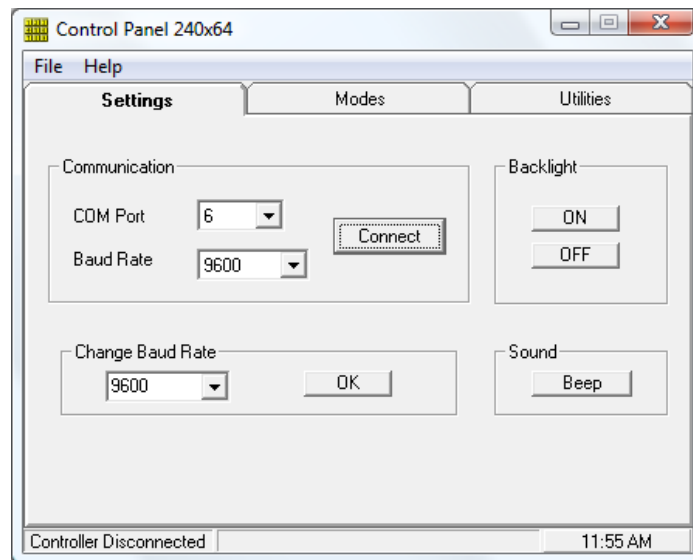 Control Panel 240x64
File Help
Settings Modes Utilities
Communication
COM Port 6
Baud Rate 9600
Connect
Backlight
ON
OFF
Change Baud Rate
9600 OK
Sound
Beep
Controller Disconnected 11:55 AM